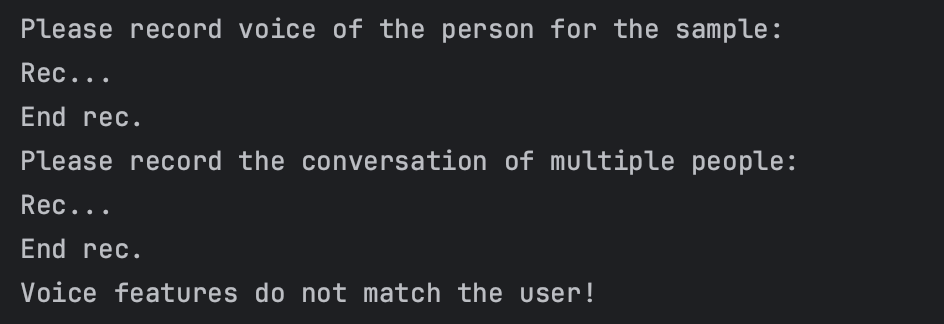 Please record voice of the person for the sample:
Rec...
End rec.
Please record the conversation of multiple people:
Rec...
End rec.
Voice features do not match the user!